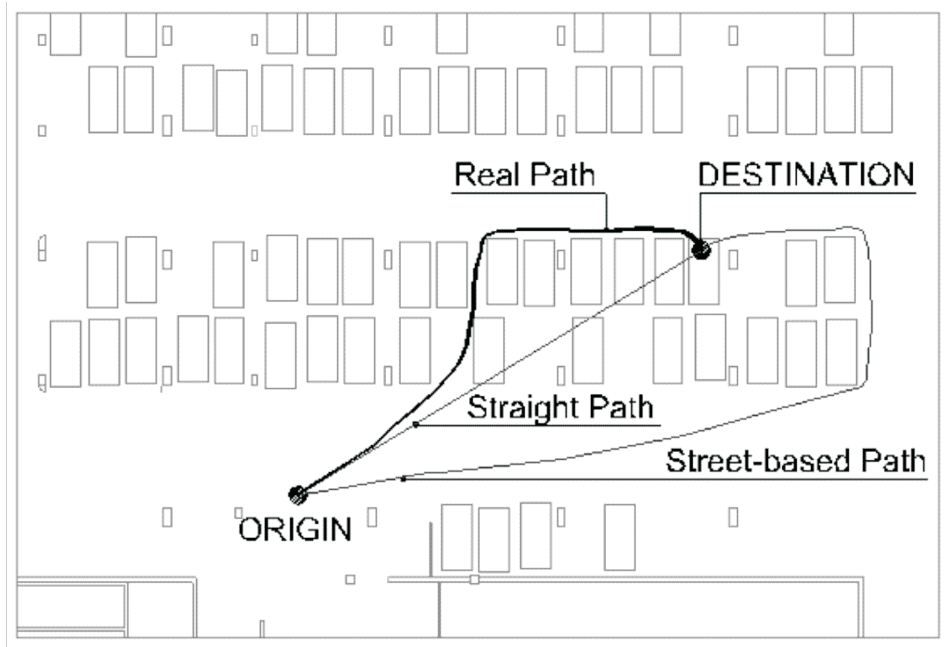 Real Path
DESTINATION
Straight Path
Street-based Path
ORIGIN